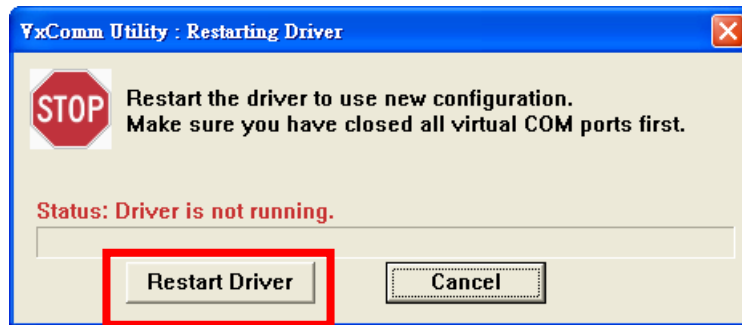 VxComm Utility : Restarting Driver
STOP
Restart the driver to use new configuration.
Make sure you have closed all virtual COM ports first.
Status: Driver is not running.
Restart Driver
Cancel